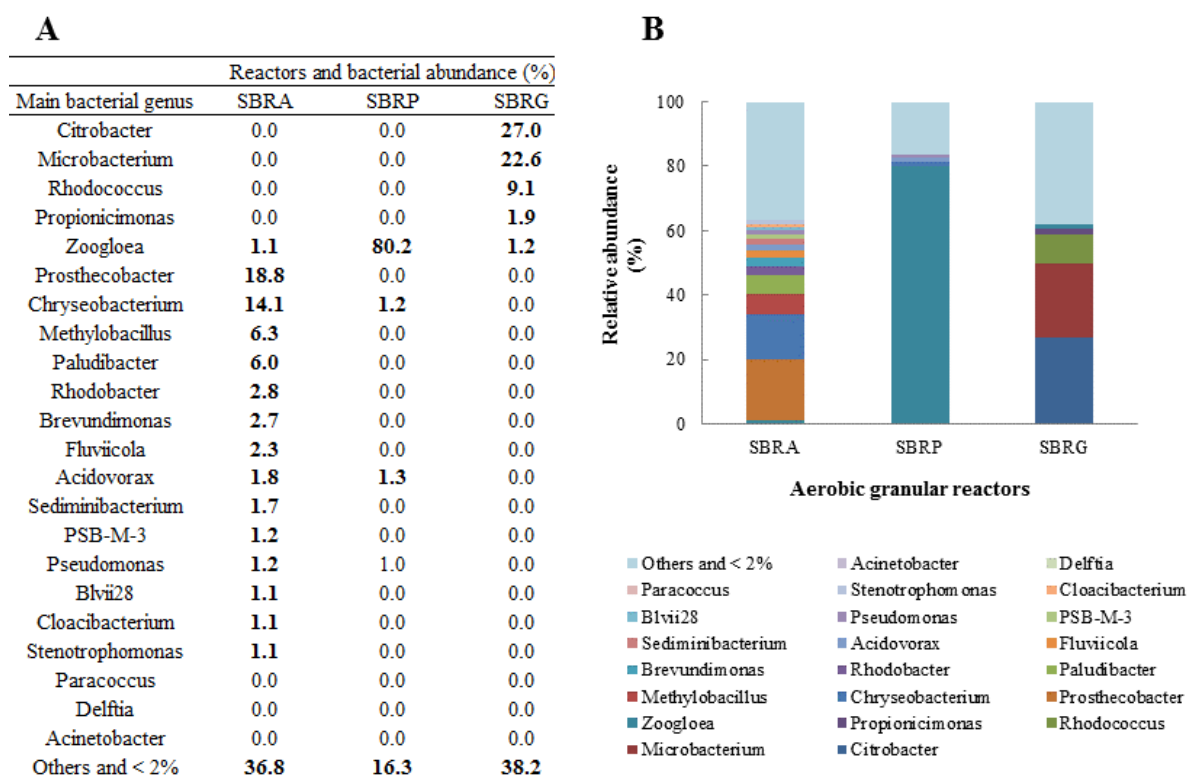 A
Reactors and bacterial abundance (%)
Main bacterial genus SBRA SBRP SBRG
Citrobacter 0.0 0.0 27.0
Microbacterium 0.0 0.0 22.6
Rhodococcus 0.0 0.0 9.1
Propionicimonas 0.0 0.0 1.9
Zoogloea 1.1 80.2 1.2
Prosthecobacter 18.8 0.0 0.0
Chryseobacterium 14.1 1.2 0.0
Methylobacillus 6.3 0.0 0.0
Paludibacter 6.0 0.0 0.0
Rhodobacter 2.8 0.0 0.0
Brevundimonas 2.7 0.0 0.0
Fluviicola 2.3 0.0 0.0
Acidovorax 1.8 1.3 0.0
Sediminibacterium 1.7 0.0 0.0
PSB-M-3 1.2 0.0 0.0
Pseudomonas 1.2 1.0 0.0
Blvii28 1.1 0.0 0.0
Cloacibacterium 1.1 0.0 0.0
Stenotrophomonas 1.1 0.0 0.0
Paracoccus 0.0 0.0 0.0
Delftia 0.0 0.0 0.0
Acinetobacter 0.0 0.0 0.0
Others and < 2% 36.8 16.3 38.2
B
Relative abundance
(%)
100
80
60
40
20
0
SBRA SBRP SBRG
Aerobic granular reactors
Others and < 2% Acinetobacter Delftia
Paracoccus Stenotrophomonas Cloacibacterium
Blvii28 Pseudomonas PSB-M-3
Sediminibacterium Acidovorax Fluviicola
Brevundimonas Rhodobacter Paludibacter
Methylobacillus Chryseobacterium Prosthecobacter
Zoogloea Propionicimonas Rhodococcus
Microbacterium Citrobacter